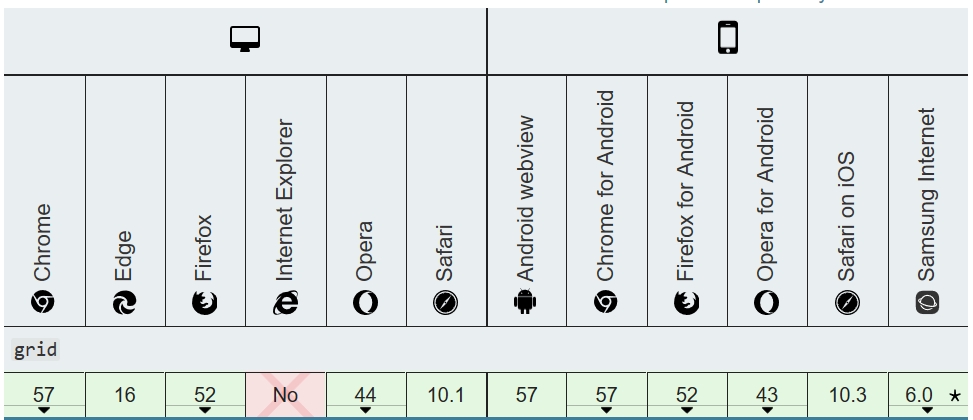 Chrome
Edge
Firefox
Internet Explorer
Opera
Safari
Android webview
Chrome for Android
Firefox for Android
Opera for Android
Safari on iOS
Samsung Internet
grid
57 16 52 No 44 10.1 57 57 52 43 10.3 6.0 *